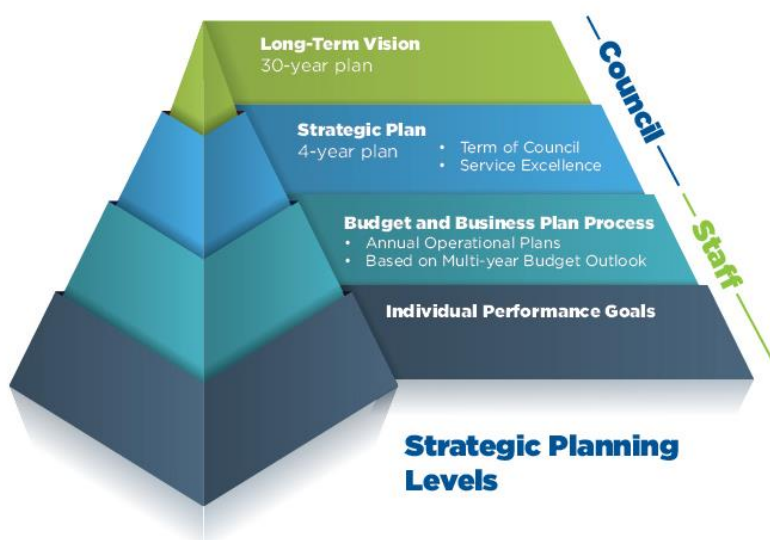 Long-Term Vision
30-year plan
Strategic Plan
4-year plan
• Term of Council
• Service Excellence
Budget and Business Plan Process
• Annual Operational Plans
• Based on Multi-year Budget Outlook
Individual Performance Goals
Council
Staff
Strategic Planning
Levels